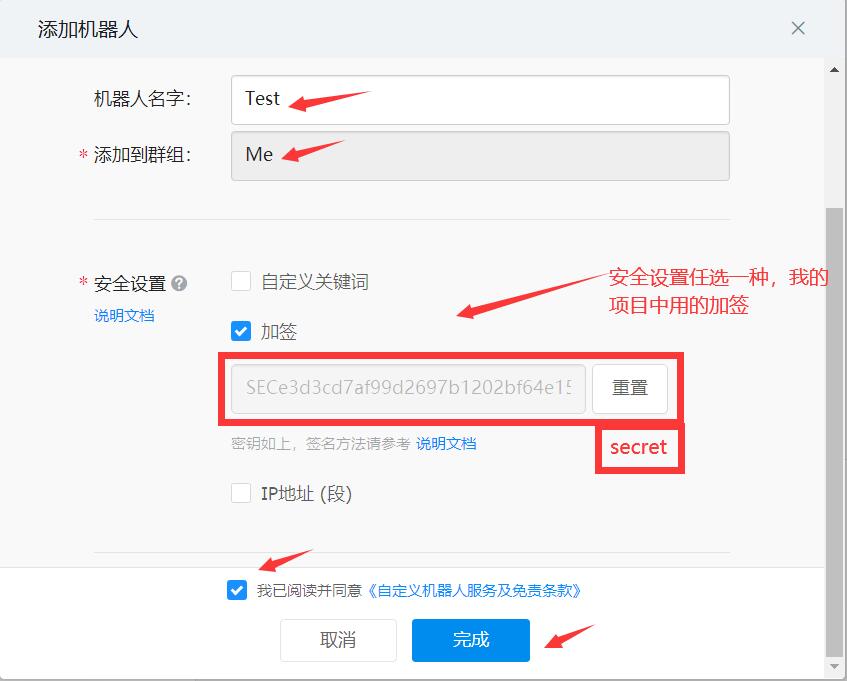 添加机器人
机器人名字：
Test
* 添加到群组：
Me
* 安全设置
?
自定义关键词
安全设置任选一种，我的
项目中用的加签
说明文档
加签
SECe3d3cd7af99d2697b1202bf64e15
重置
密钥如上，签名方法请参考 说明文档
secret
IP地址 (段)
我已阅读并同意《自定义机器人服务及免责条款》
取消
完成